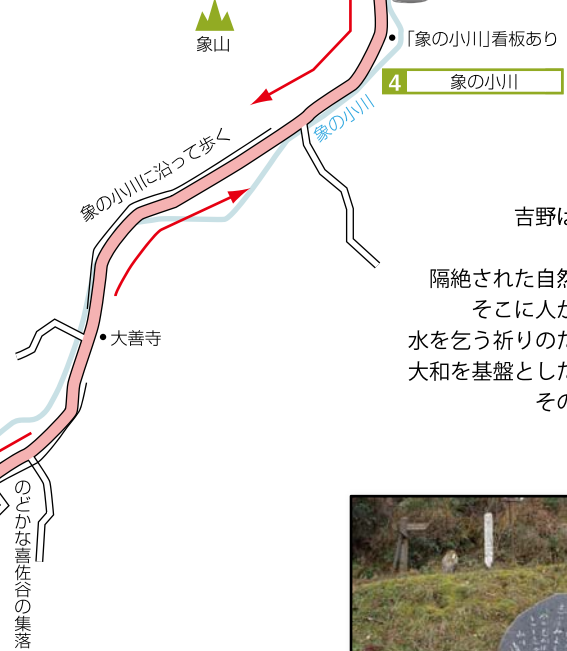 象山
「象の小川」看板あり
4 象の小川
象の小川
象の小川に沿って歩く
吉野は
隔絶された自然
そこに人が
水を乞う祈りのた
大和を基盤とした
その
大善寺
のどかな喜佐谷の集落